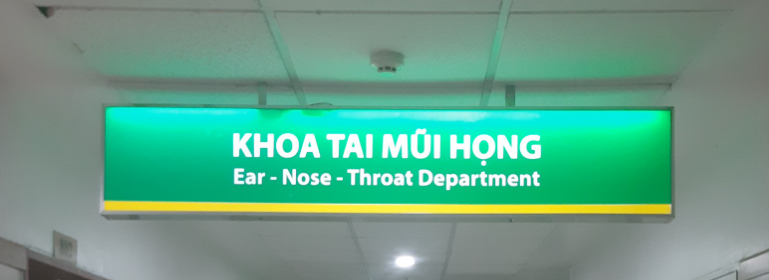 KHOA TAI MŨI HỌNG
Ear - Nose - Throat Department